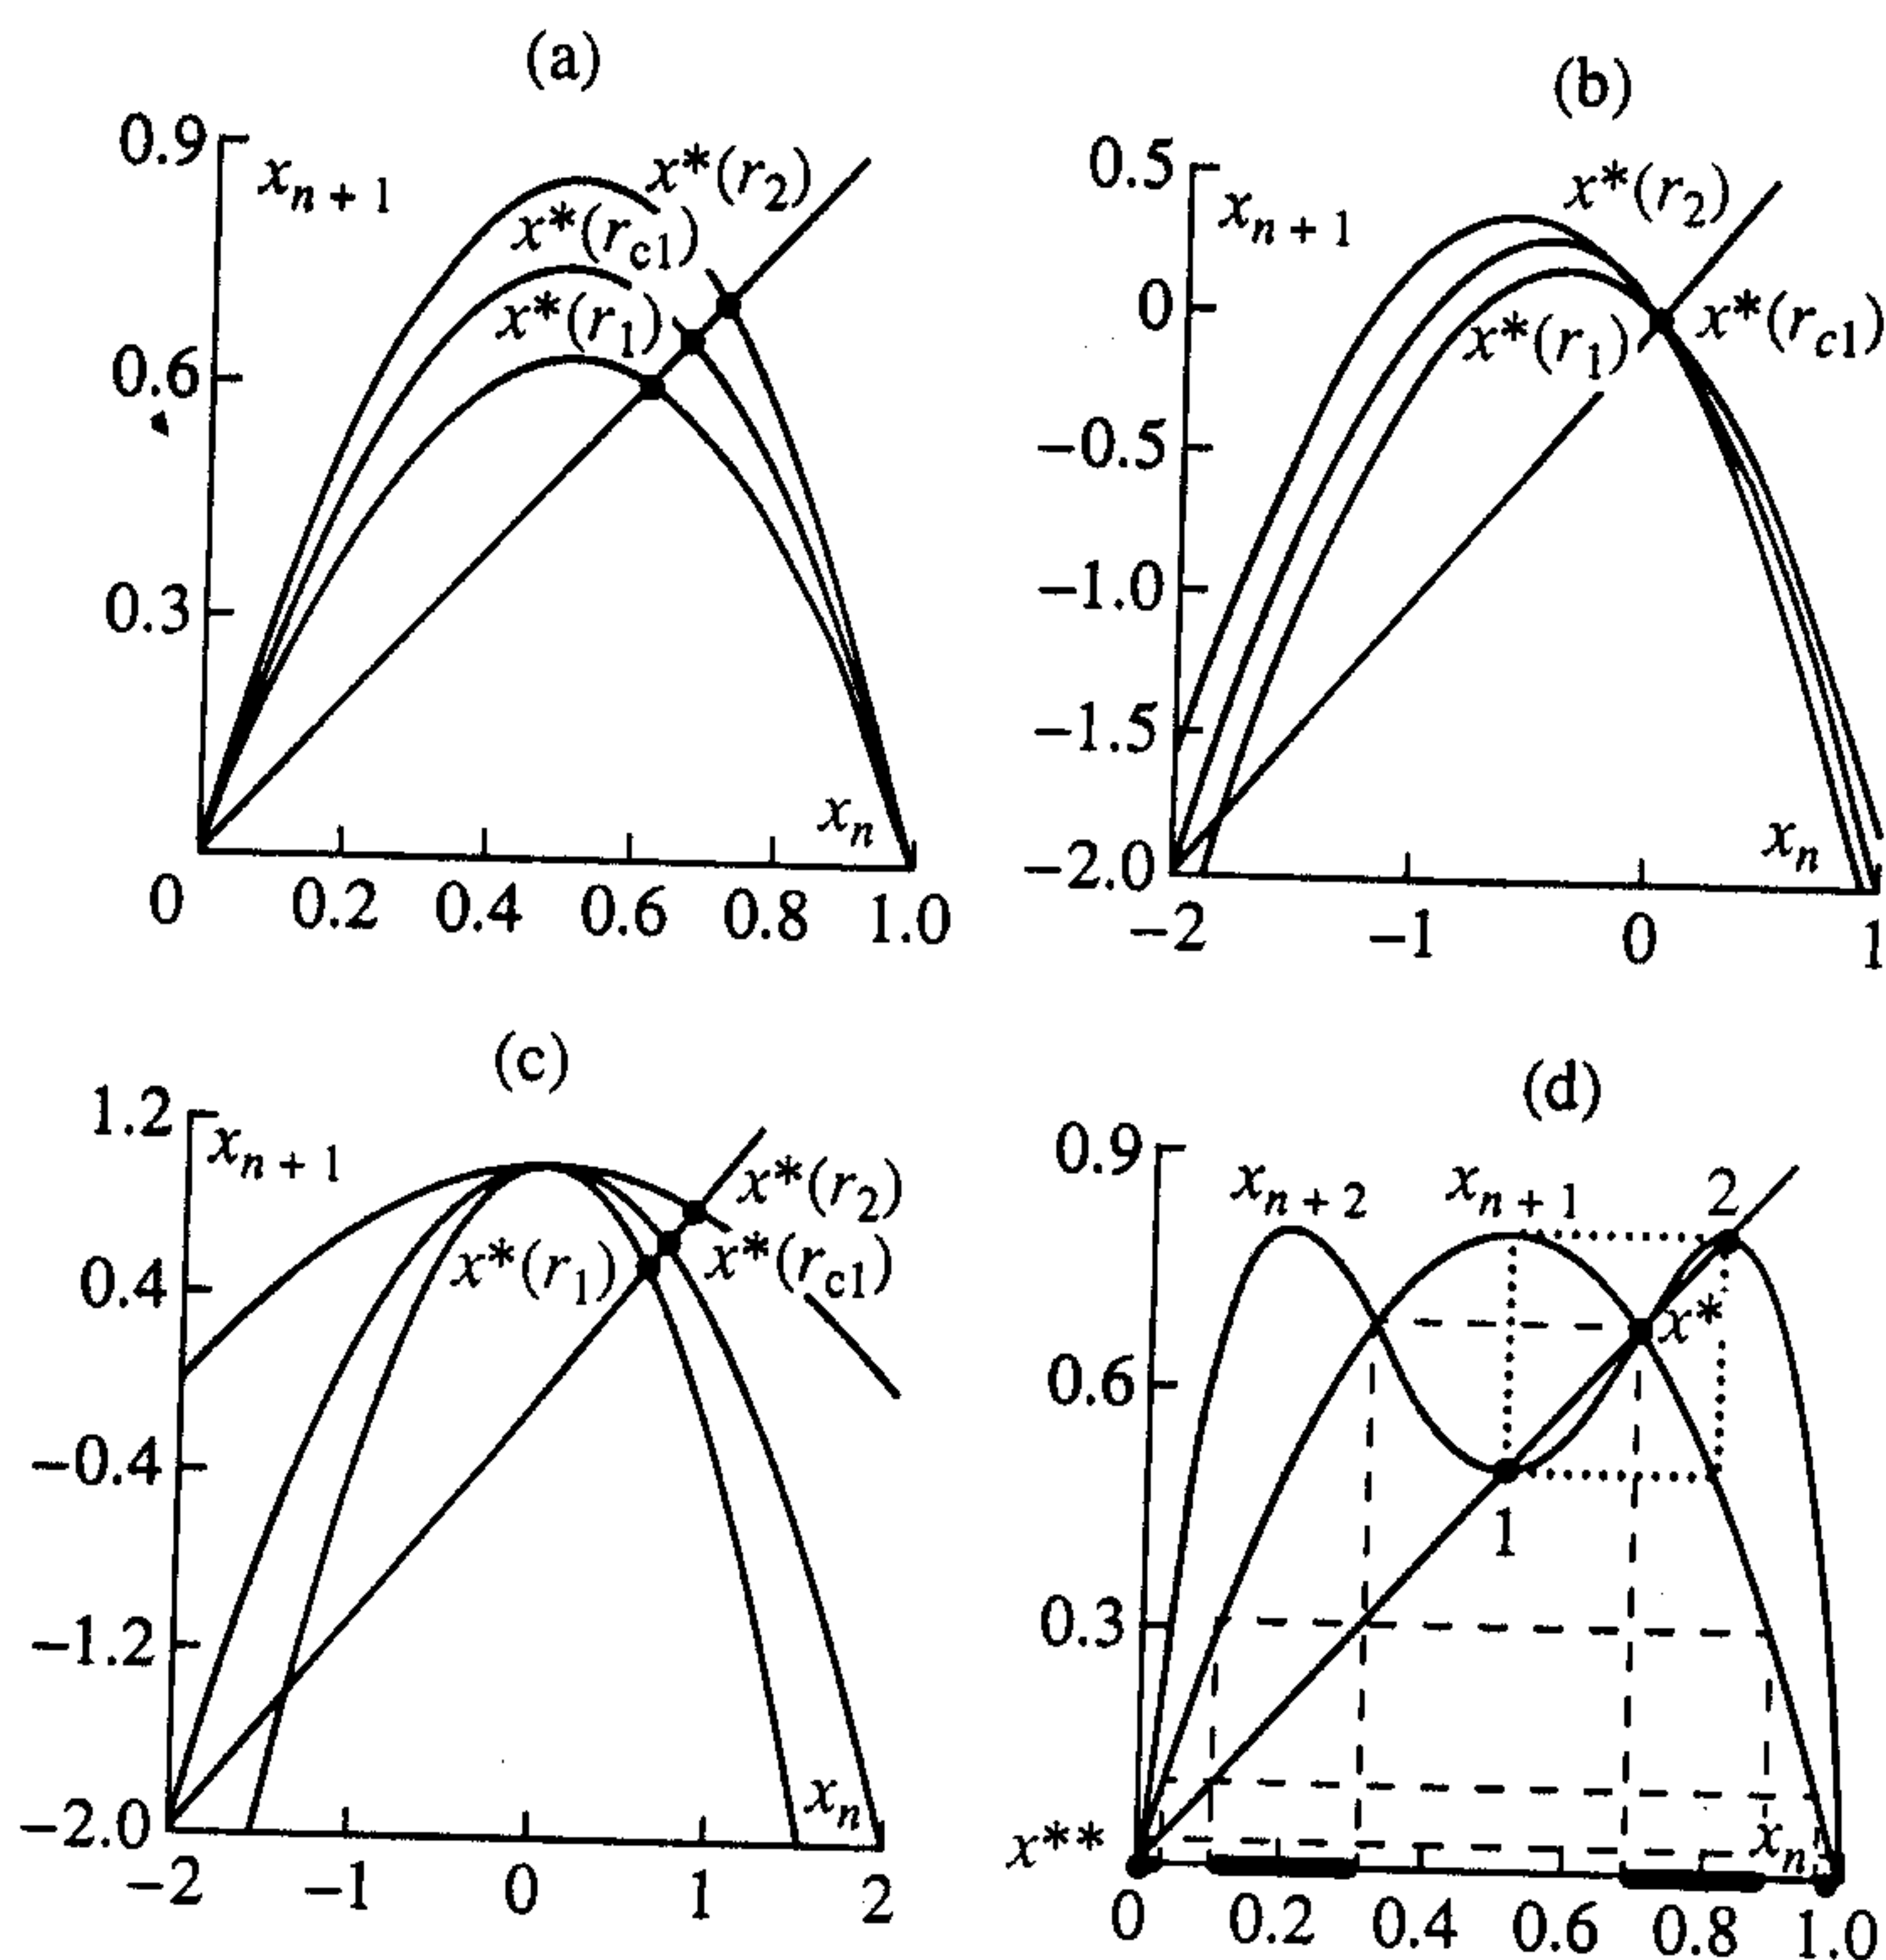 (a)
0.9
x_{n+1}
x*(r_2)
x*(r_{c1})
x*(r_1)
0.6
0.3
x_n
0 0.2 0.4 0.6 0.8 1.0
(b)
0.5
x_{n+1}
x*(r_2)
0
x*(r_1)
x*(r_{c1})
−0.5
−1.0
−1.5
−2.0
x_n
−2 −1 0 1
(c)
1.2
x_{n+1}
x*(r_2)
x*(r_1)
x*(r_{c1})
0.4
−0.4
−1.2
−2.0
x_n
−2 −1 0 1 2
(d)
0.9
x_{n+2} x_{n+1} 2
x*
0.6
1
0.3
x**
x_n
0 0.2 0.4 0.6 0.8 1.0